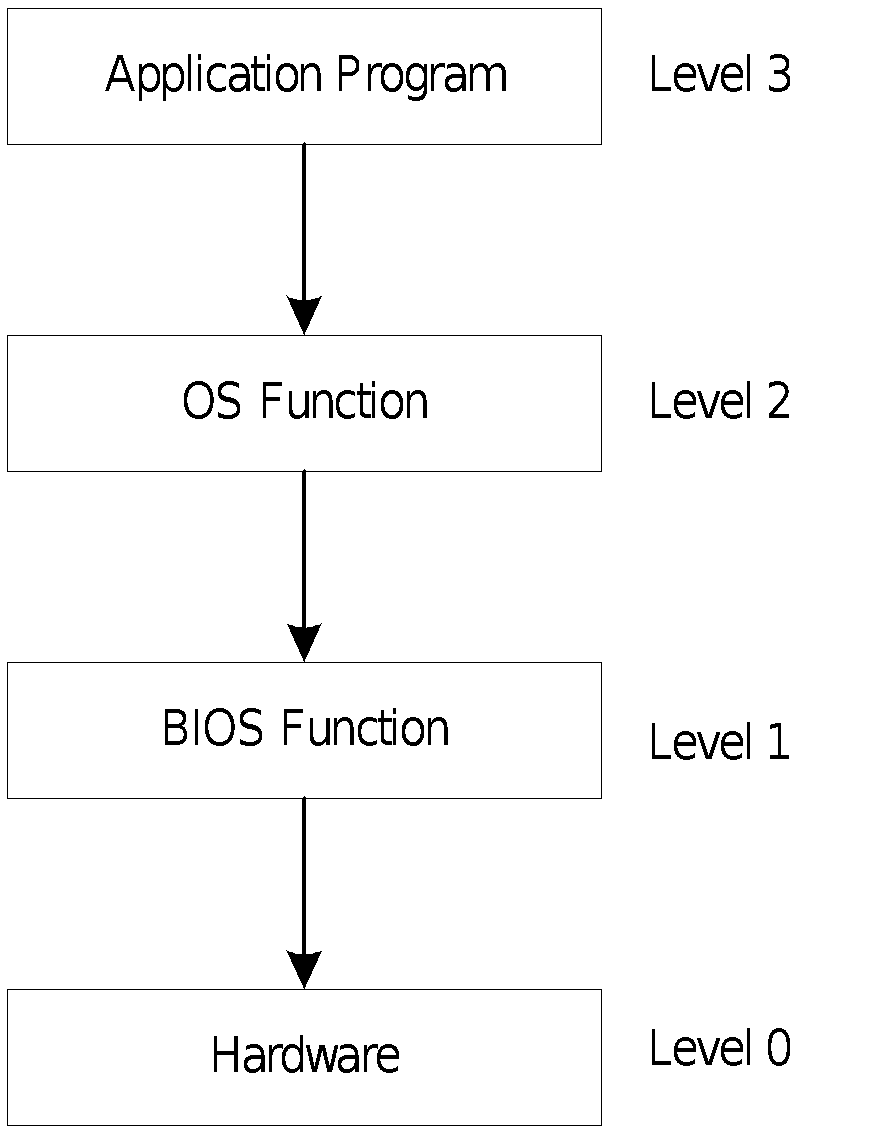 Application Program
Level 3
OS Function
Level 2
BIOS Function
Level 1
Hardware
Level 0